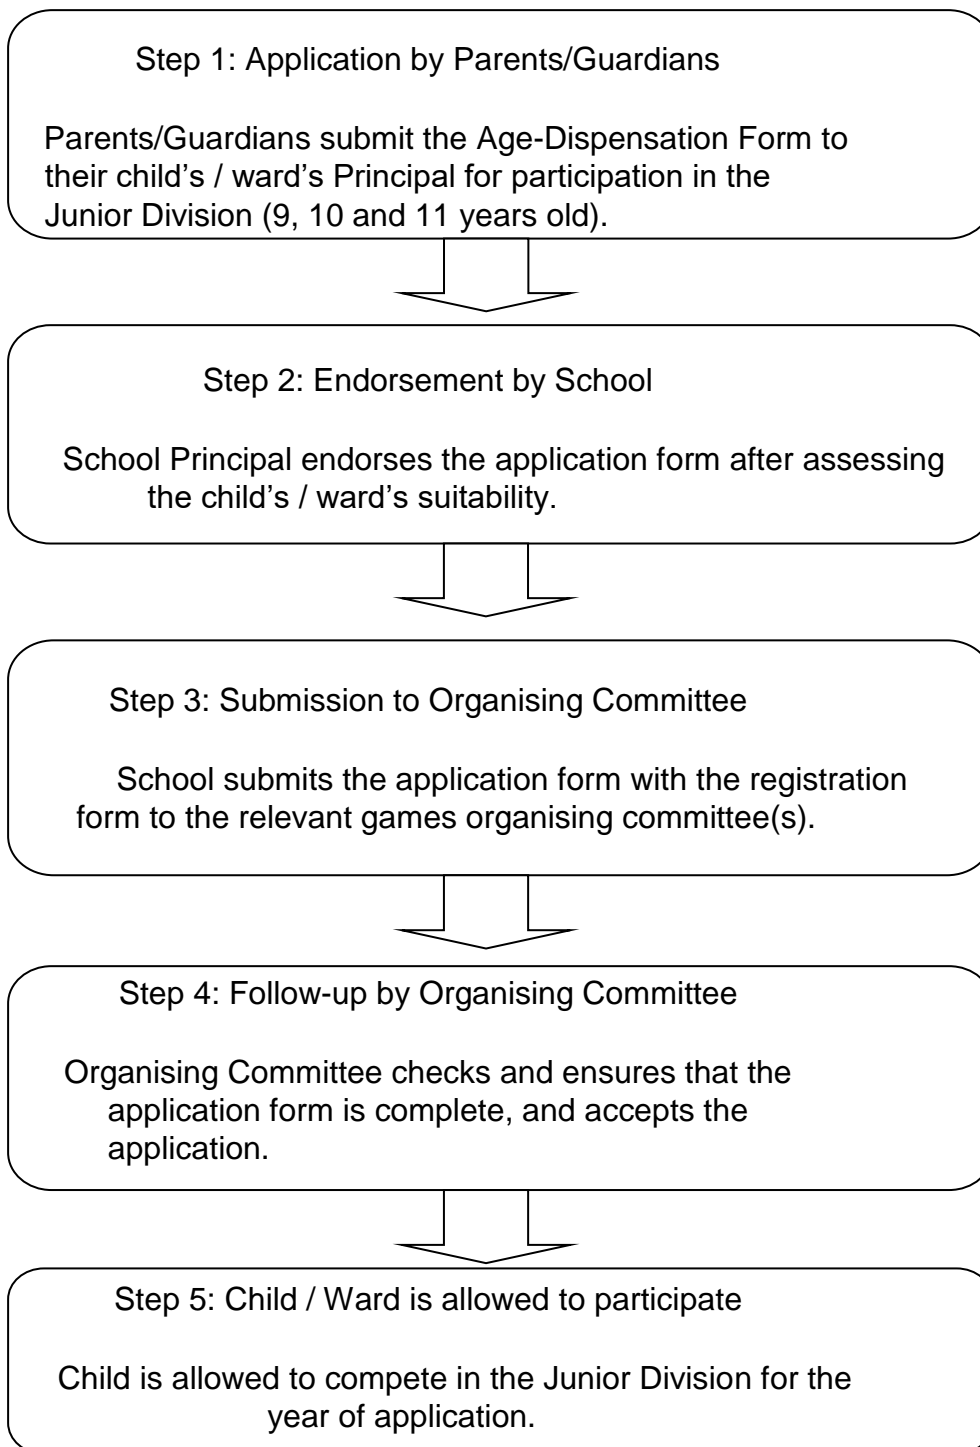 Step 1: Application by Parents/Guardians
Parents/Guardians submit the Age-Dispensation Form to
their child’s / ward’s Principal for participation in the
Junior Division (9, 10 and 11 years old).
Step 2: Endorsement by School
School Principal endorses the application form after assessing
the child’s / ward’s suitability.
Step 3: Submission to Organising Committee
School submits the application form with the registration
form to the relevant games organising committee(s).
Step 4: Follow-up by Organising Committee
Organising Committee checks and ensures that the
application form is complete, and accepts the
application.
Step 5: Child / Ward is allowed to participate
Child is allowed to compete in the Junior Division for the
year of application.